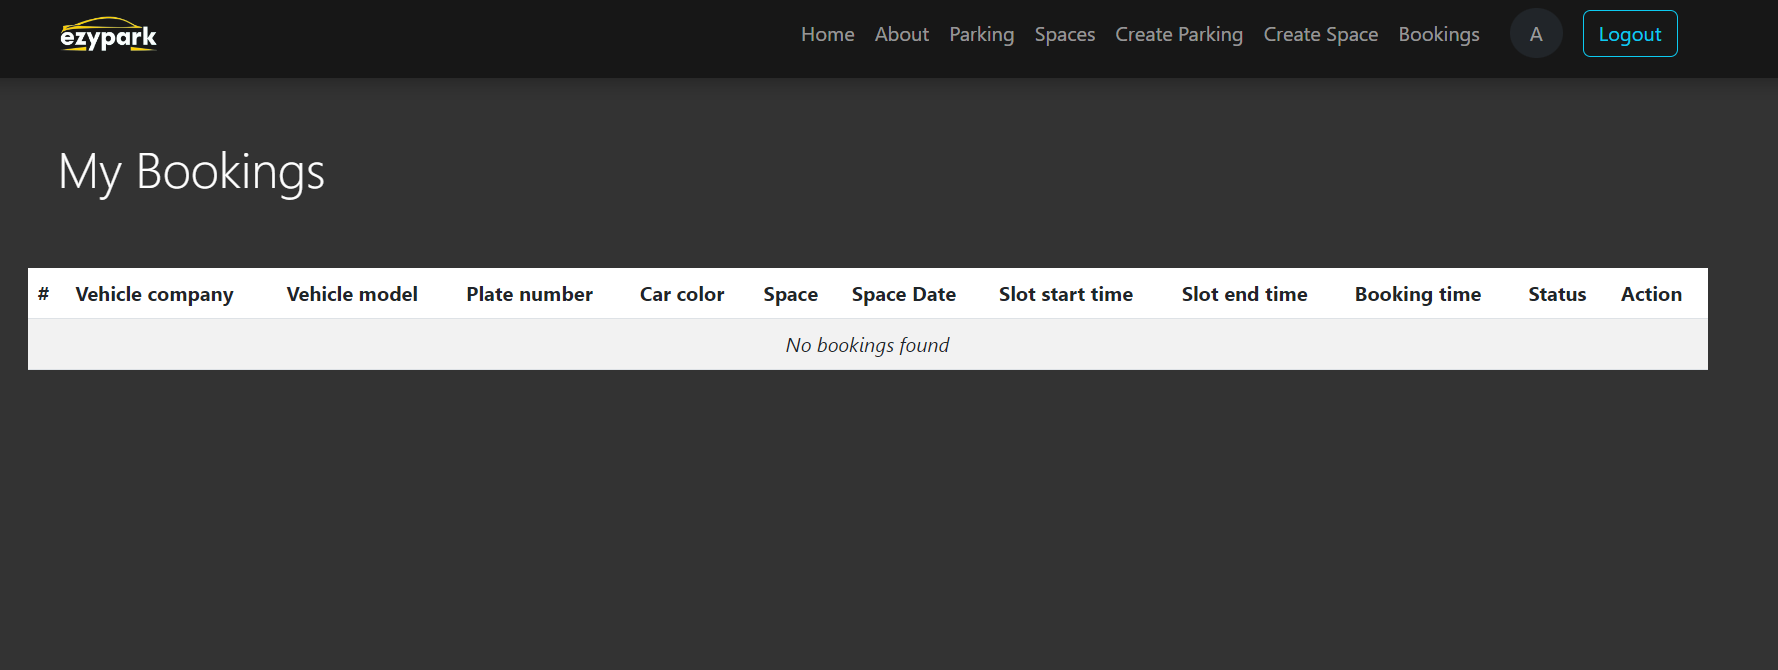 ezypark
Home About Parking Spaces Create Parking Create Space Bookings A Logout
My Bookings
# Vehicle company Vehicle model Plate number Car color Space Space Date Slot start time Slot end time Booking time Status Action
No bookings found